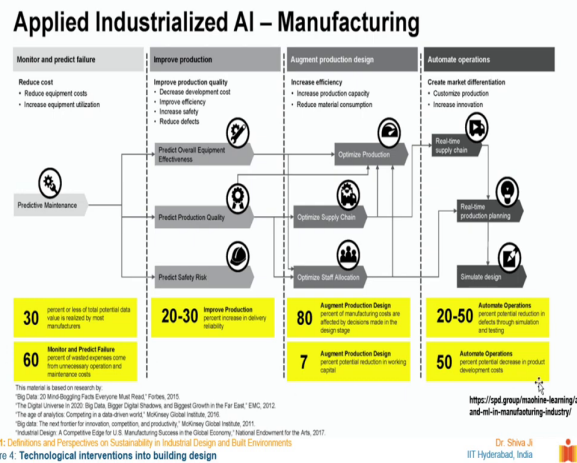 Applied Industrialized AI – Manufacturing
Monitor and predict failure
Improve production
Augment production design
Automate operations
Reduce cost
• Reduce equipment costs
• Increase equipment utilization
Improve production quality
• Decrease development cost
• Improve efficiency
• Increase safety
• Reduce defects
Increase efficiency
• Increase production capacity
• Reduce material consumption
Create market differentiation
• Customize production
• Increase innovation
Predictive Maintenance
Predict Overall Equipment
Effectiveness
Predict Production Quality
Predict Safety Risk
Optimize Production
Optimize Supply Chain
Optimize Staff Allocation
Real-time
supply chain
Real-time
production planning
Simulate design
30
percent or less of total potential data
value is realized by most
manufacturers
60
Monitor and Predict Failure
percent of wasted expenses come
from unnecessary operation and
maintenance costs
20-30
Improve Production
percent increase in delivery
reliability
80
Augment Production Design
percent of manufacturing costs are
affected by decisions made in the
design stage
7
Augment Production Design
percent potential reduction in working
capital
20-50
Automate Operations
percent potential reduction in
defects through simulation
and testing
50
Automate Operations
percent potential decrease in product
development costs
This material is based on research by:
"Big Data: 20 Mind-Boggling Facts Everyone Must Read," Forbes, 2015.
"The Digital Universe in 2020: Big Data, Bigger Digital Shadows, and Biggest Growth in the Far East," EMC, 2012.
"The age of analytics: Competing in a data-driven world," McKinsey Global Institute, 2016.
"Big data: The next frontier for innovation, competition, and productivity," McKinsey Global Institute, 2011.
"Industrial Design: A Competitive Edge for U.S. Manufacturing Success in the Global Economy," National Endowment for the Arts, 2017.
https://spd.group/machine-learning/a
and-ml-in-manufacturing-industry/
1: Definitions and Perspectives on Sustainability in Industrial Design and Built Environments
re 4: Technological interventions into building design
Dr. Shiva Ji
IIT Hyderabad, India